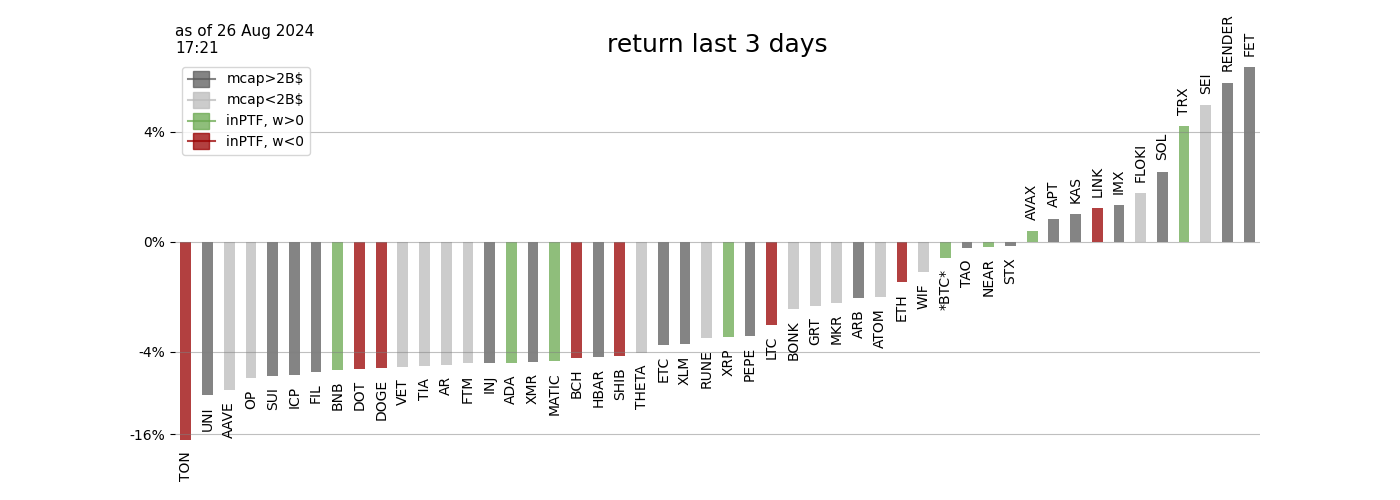 as of 26 Aug 2024
17:21
return last 3 days
mcap>2B$
mcap<2B$
inPTF, w>0
inPTF, w<0
4%
0%
-4%
-16%
TON
UNI
AAVE
OP
SUI
ICP
FIL
BNB
DOT
DOGE
VET
TIA
AR
FTM
INJ
ADA
XMR
MATIC
BCH
HBAR
SHIB
THETA
ETC
XLM
RUNE
XRP
PEPE
LTC
BONK
GRT
MKR
ARB
ATOM
ETH
WIF
*BTC*
TAO
NEAR
STX
AVAX
APT
KAS
LINK
IMX
FLOKI
SOL
TRX
SEI
RENDER
FET